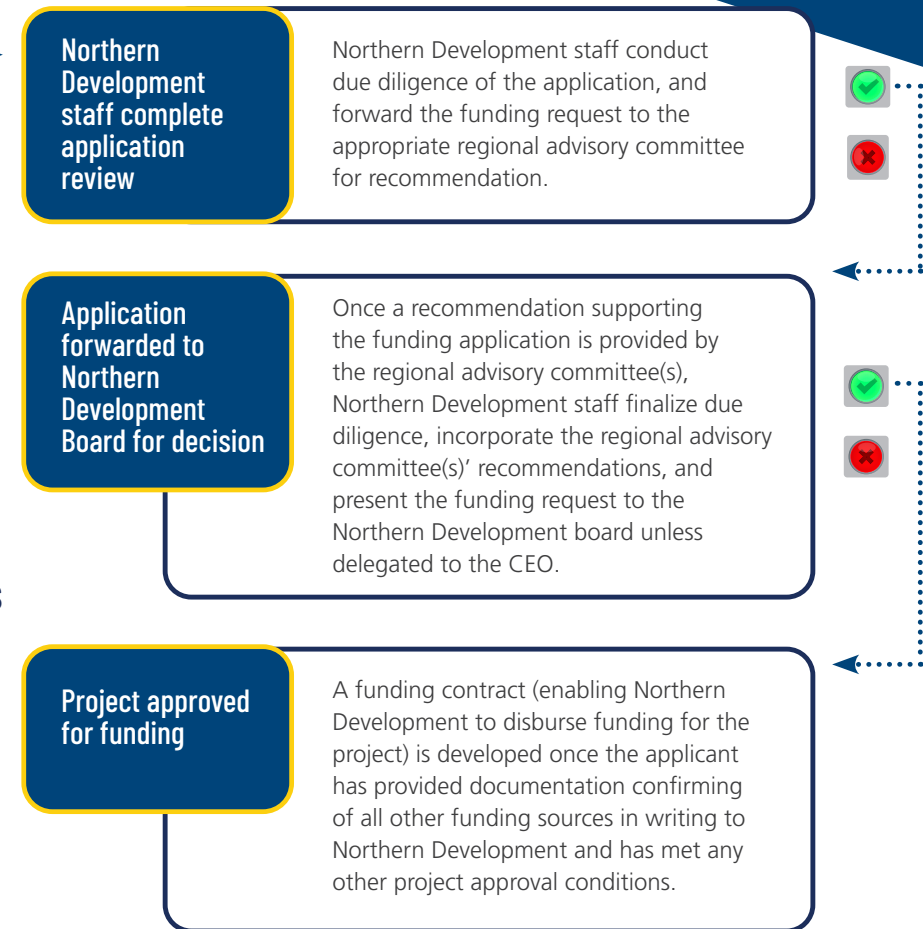 Northern
Development
staff complete
application
review
Northern Development staff conduct
due diligence of the application, and
forward the funding request to the
appropriate regional advisory committee
for recommendation.
Application
forwarded to
Northern
Development
Board for decision
Once a recommendation supporting
the funding application is provided by
the regional advisory committee(s),
Northern Development staff finalize due
diligence, incorporate the regional advisory
committee(s)' recommendations, and
present the funding request to the
Northern Development board unless
delegated to the CEO.
S
Project approved
for funding
A funding contract (enabling Northern
Development to disburse funding for the
project) is developed once the applicant
has provided documentation confirming
of all other funding sources in writing to
Northern Development and has met any
other project approval conditions.